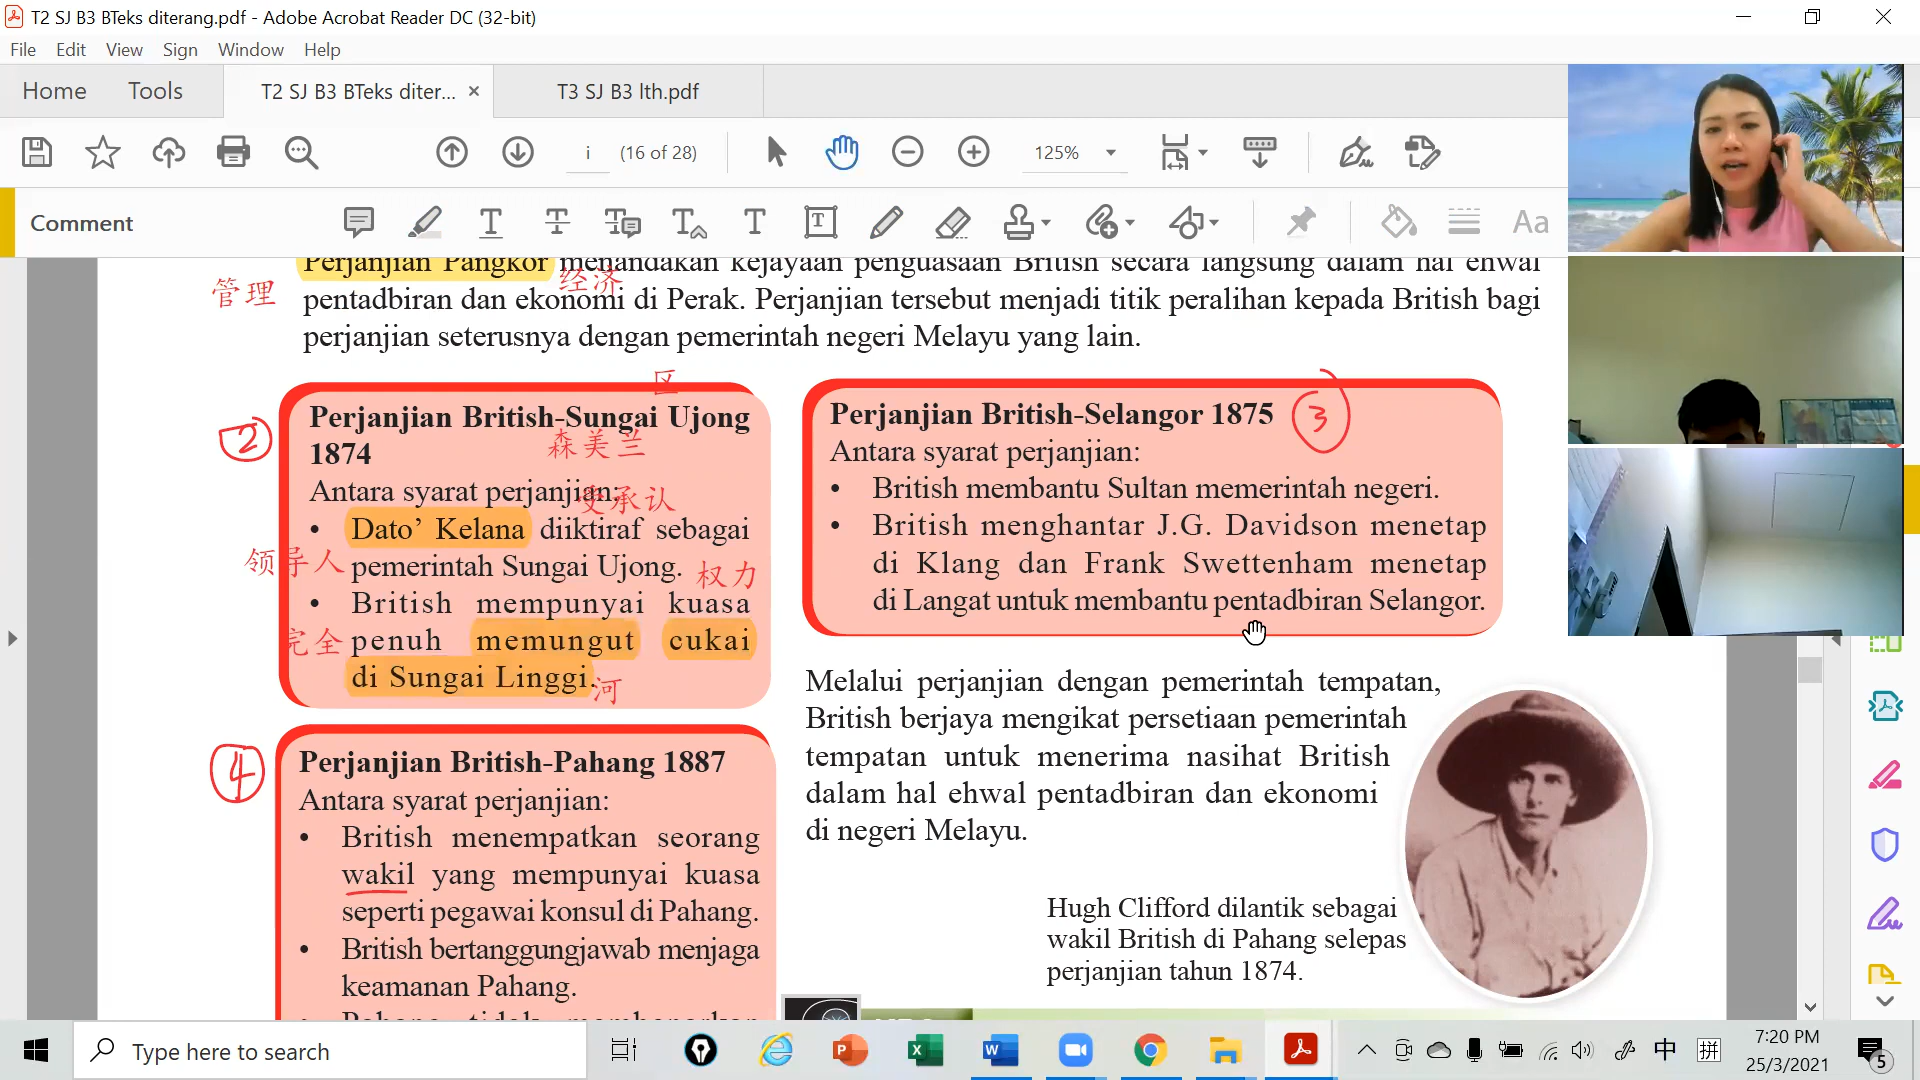 T2 SJ B3 BTeks diterang.pdf - Adobe Acrobat Reader DC (32-bit)
File Edit View Sign Window Help
Home Tools T2 SJ B3 BTeks diter... × T3 SJ B3 lth.pdf
i (16 of 28) 125%
Comment Aa
Perjanjian Pangkor menandakan kejayaan penguasaan British secara langsung dalam hal ehwal
管理 经济
pentadbiran dan ekonomi di Perak. Perjanjian tersebut menjadi titik peralihan kepada British bagi
perjanjian seterusnya dengan pemerintah negeri Melayu yang lain.
区
2
Perjanjian British-Sungai Ujong
森美兰
1874
Antara syarat perjanjian:
受承认
• Dato’ Kelana diiktiraf sebagai
领导人
pemerintah Sungai Ujong.
权力
• British mempunyai kuasa
完全
penuh memungut cukai
di Sungai Linggi.
河
Perjanjian British-Selangor 1875
3
Antara syarat perjanjian:
• British membantu Sultan memerintah negeri.
• British menghantar J.G. Davidson menetap
di Klang dan Frank Swettenham menetap
di Langat untuk membantu pentadbiran Selangor.
4
Perjanjian British-Pahang 1887
Antara syarat perjanjian:
• British menempatkan seorang
wakil yang mempunyai kuasa
seperti pegawai konsul di Pahang.
• British bertanggungjawab menjaga
keamanan Pahang.
Melalui perjanjian dengan pemerintah tempatan,
British berjaya mengikat persetiaan pemerintah
tempatan untuk menerima nasihat British
dalam hal ehwal pentadbiran dan ekonomi
di negeri Melayu.
Hugh Clifford dilantik sebagai
wakil British di Pahang selepas
perjanjian tahun 1874.
Type here to search
中 拼
7:20 PM
25/3/2021
5